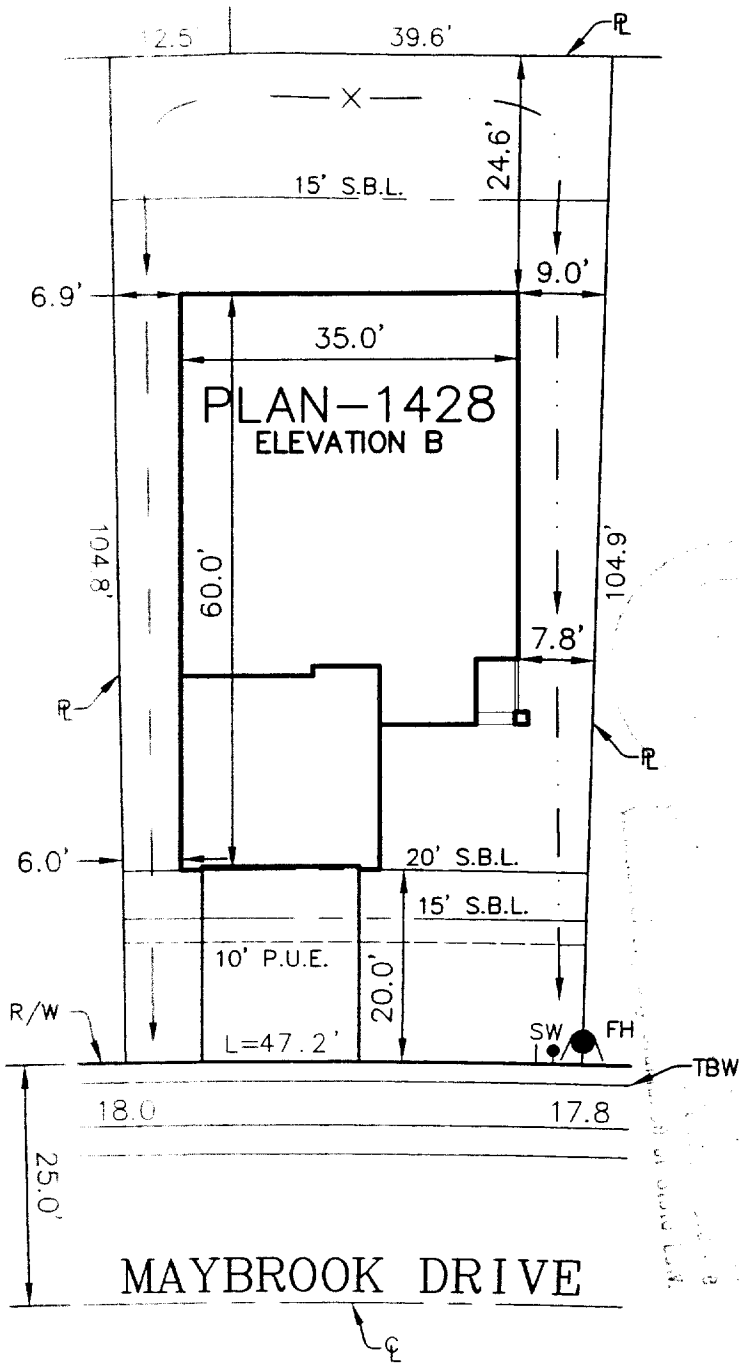 12.5'
39.6'
PL
X
24.6'
15' S.B.L.
6.9'
9.0'
35.0'
PLAN-1428
ELEVATION B
104.8'
60.0'
104.9'
7.8'
PL
PL
6.0'
20' S.B.L.
15' S.B.L.
10' P.U.E.
20.0'
R/W
L=47.2'
SW
FH
TBW
18.0
17.8
25.0'
MAYBROOK DRIVE
CL